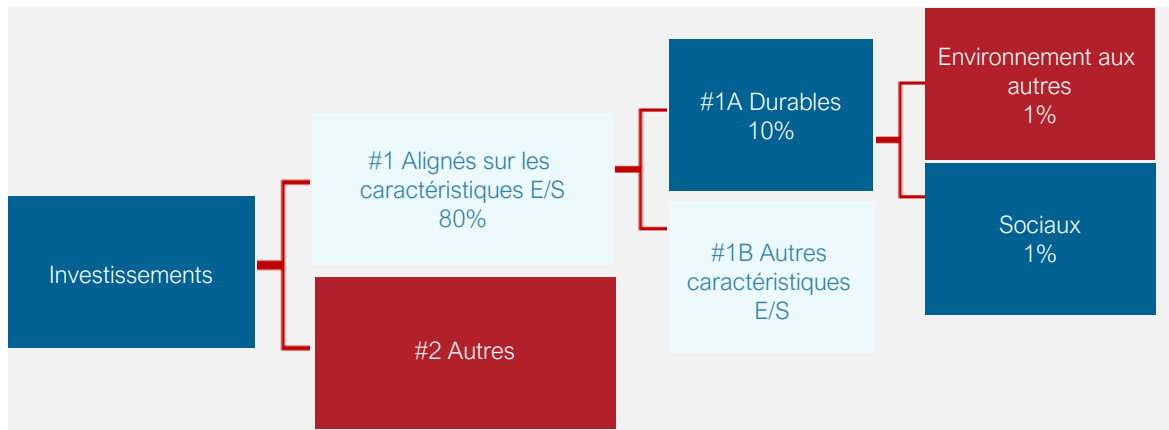 Investissements
#1 Alignés sur les
caractéristiques E/S
80%
#2 Autres
#1A Durables
10%
#1B Autres
caractéristiques
E/S
Environnement aux
autres
1%
Sociaux
1%